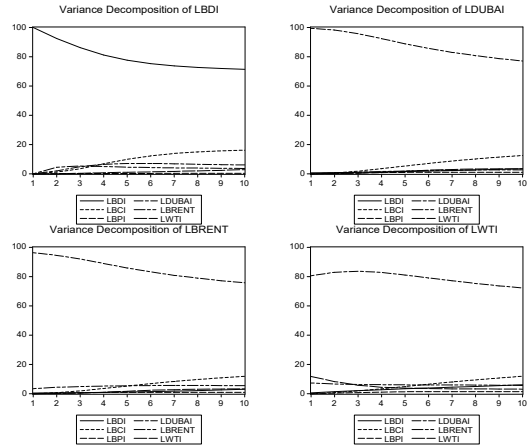 Variance Decomposition of LBDI
Variance Decomposition of LDUBAI
100
80
60
40
20
0
1 2 3 4 5 6 7 8 9 10
LBDI LDUBAI
LBCI LBRENT
LBPI LWTI
100
80
60
40
20
0
1 2 3 4 5 6 7 8 9 10
LBDI LDUBAI
LBCI LBRENT
LBPI LWTI
Variance Decomposition of LBRENT
Variance Decomposition of LWTI
100
80
60
40
20
0
1 2 3 4 5 6 7 8 9 10
LBDI LDUBAI
LBCI LBRENT
LBPI LWTI
100
80
60
40
20
0
1 2 3 4 5 6 7 8 9 10
LBDI LDUBAI
LBCI LBRENT
LBPI LWTI